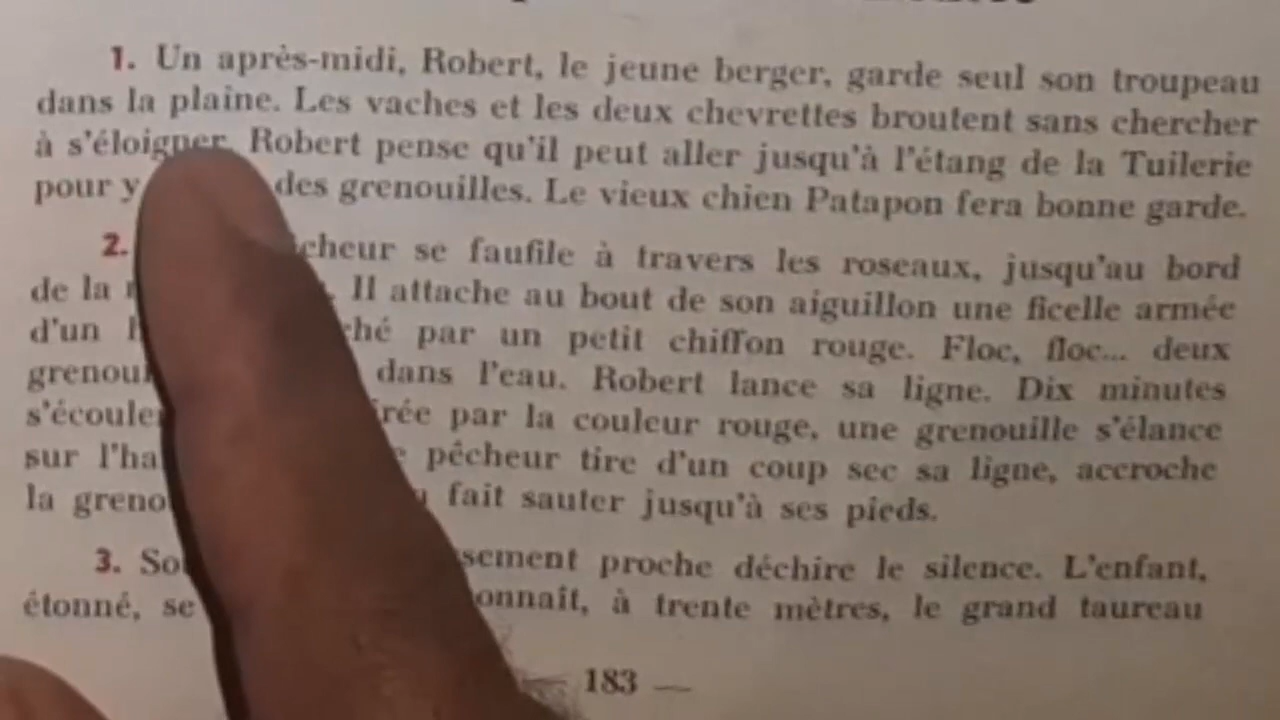 1. Un après-midi, Robert, le jeune berger, garde seul son troupeau
dans la plaine. Les vaches et les deux chevrettes broutent sans chercher
à s'éloigner. Robert pense qu'il peut aller jusqu'à l'étang de la Tuilerie
pour y des grenouilles. Le vieux chien Patapon fera bonne garde.
2. se faufile à travers les roseaux, jusqu'au bord
de la Il attache au bout de son aiguillon une ficelle armée
d'un par un petit chiffon rouge. Floc, floc... deux
dans l'eau. Robert lance sa ligne. Dix minutes
par la couleur rouge, une grenouille s'élance
sur pêcheur tire d'un coup sec sa ligne, accroche
la fait sauter jusqu'à ses pieds.
3. proche déchire le silence. L'enfant,
étonné, se à trente mètres, le grand taureau
— 183 —